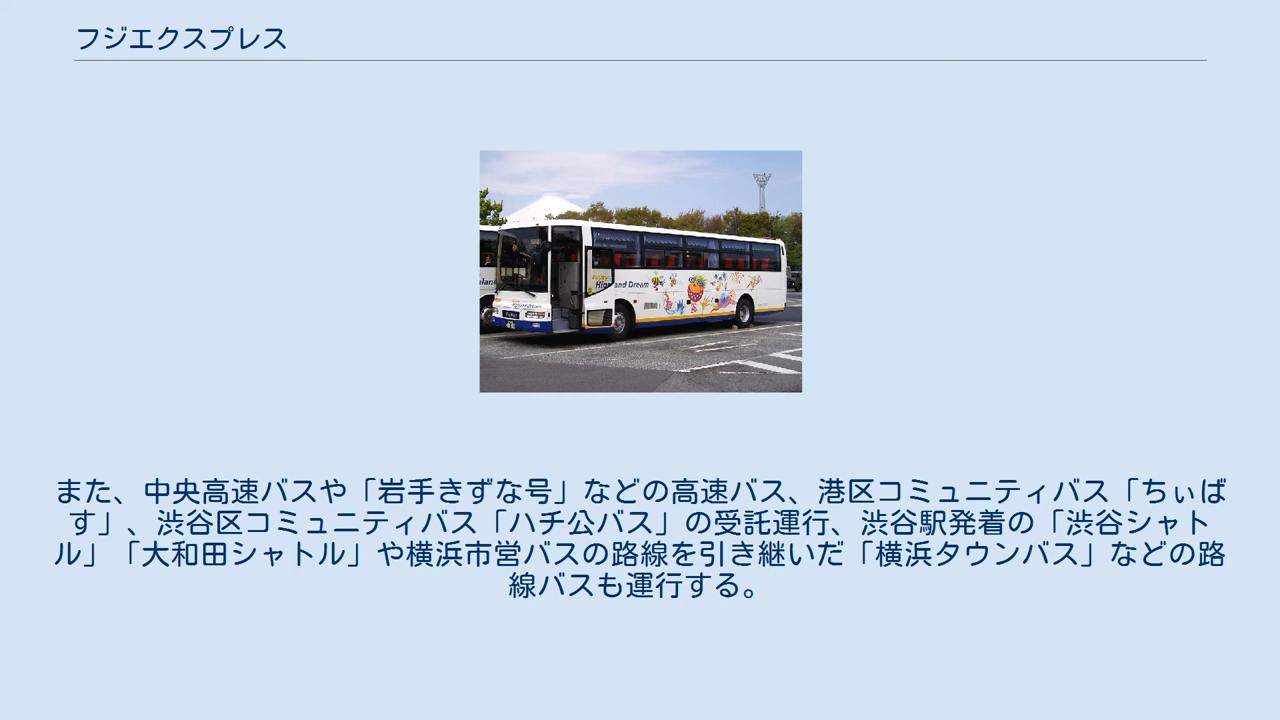 フジエクスプレス
Highland Dream
また、中央高速バスや「岩手きずな号」などの高速バス、港区コミュニティバス「ちぃば
す」、渋谷区コミュニティバス「ハチ公バス」の受託運行、渋谷駅発着の「渋谷シャト
ル」「大和田シャトル」や横浜市営バスの路線を引き継いだ「横浜タウンバス」などの路
線バスも運行する。